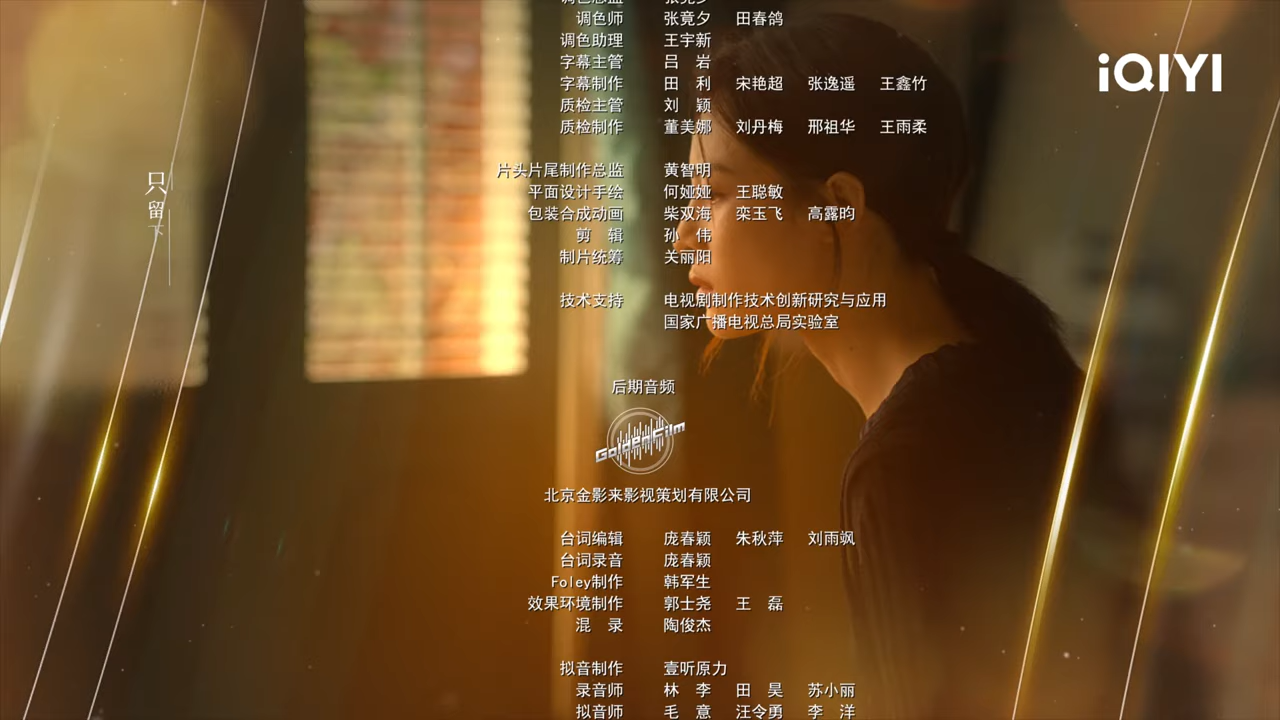 调色师 张竟夕 田春鸽
调色助理 王宇新
字幕主管 吕 岩
字幕制作 田 利 宋艳超 张逸遥 王鑫竹
质检主管 刘 颖
质检制作 董美娜 刘丹梅 邢祖华 王雨柔
片头片尾制作总监 黄智明
平面设计手绘 何娅娅 王聪敏
包装合成动画 柴双海 栾玉飞 高露昀
剪 辑 孙 伟
制片统筹 关丽阳
技术支持 电视剧制作技术创新研究与应用
国家广播电视总局实验室
后期音频
GoldenFilm
北京金影来影视策划有限公司
台词编辑 庞春颖 朱秋萍 刘雨飒
台词录音 庞春颖
Foley制作 韩军生
效果环境制作 郭士尧 王 磊
混 录 陶俊杰
拟音制作 壹听原力
录音师 林 李 田 昊 苏小丽
拟音师 毛 意 汪令勇 李 洋
只留下
iQIYI